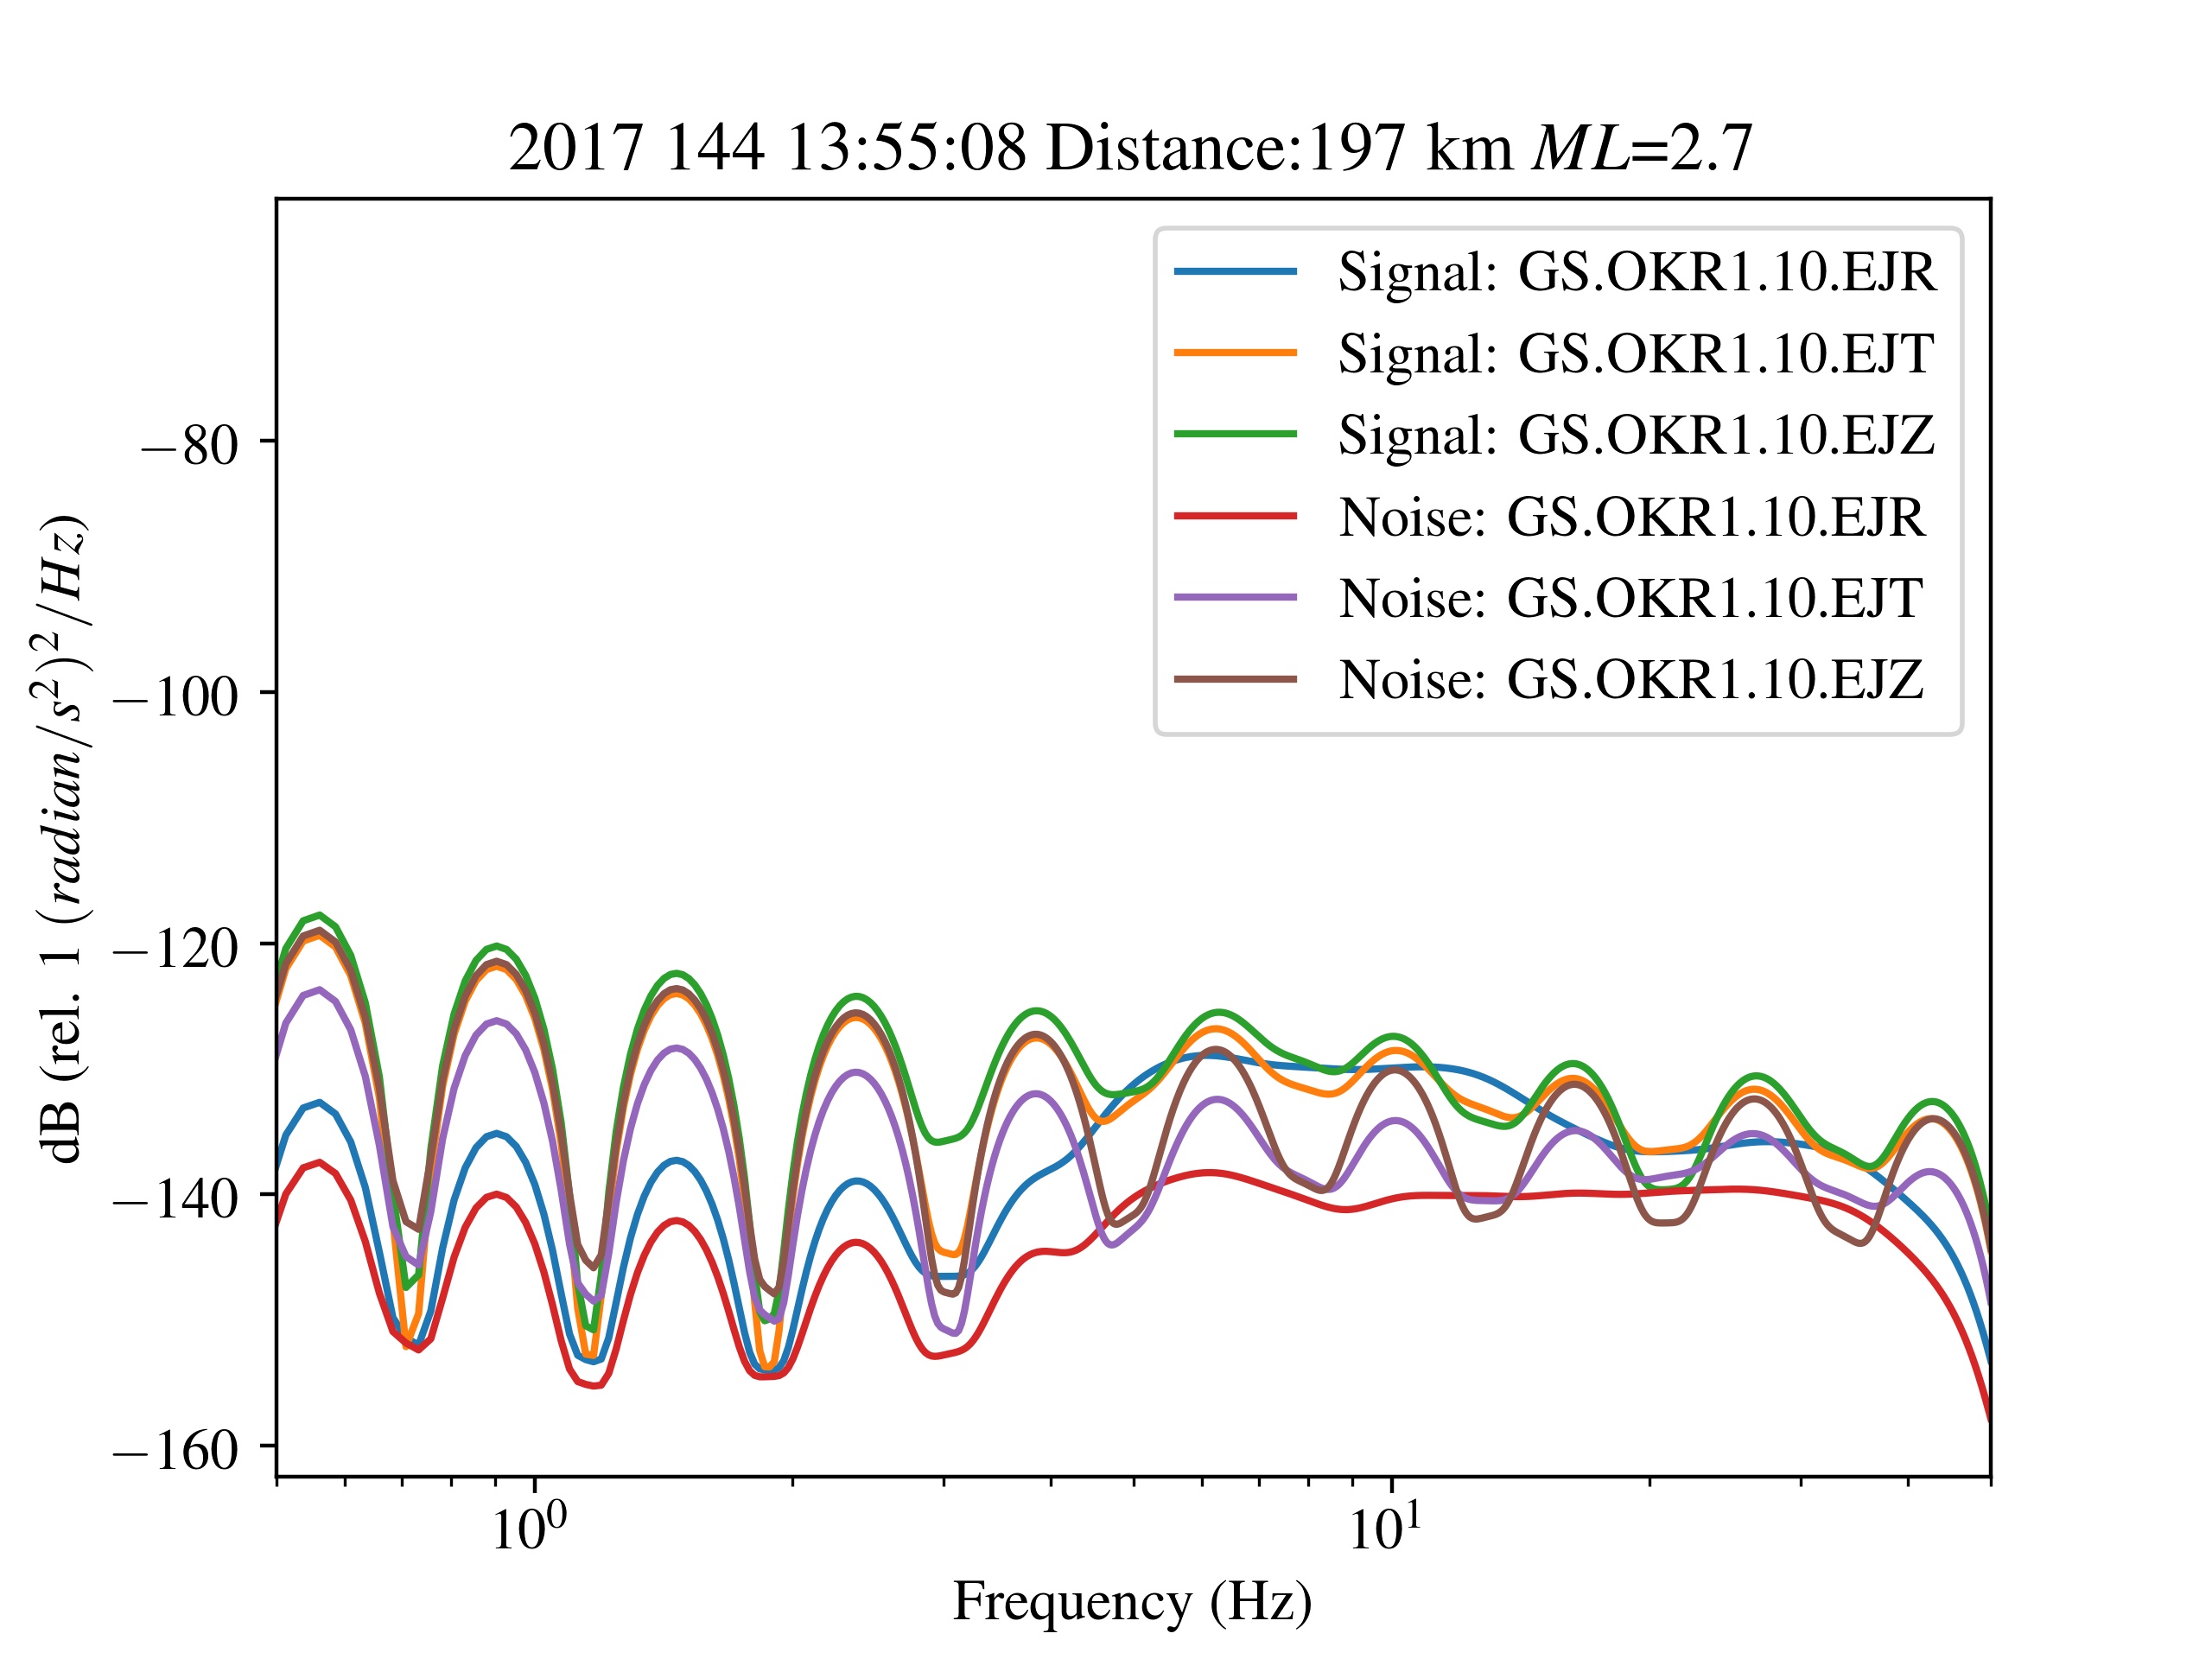 2017 144 13:55:08 Distance:197 km ML=2.7
Signal: GS.OKR1.10.EJR
Signal: GS.OKR1.10.EJT
Signal: GS.OKR1.10.EJZ
Noise: GS.OKR1.10.EJR
Noise: GS.OKR1.10.EJT
Noise: GS.OKR1.10.EJZ
−80
−100
−120
−140
−160
dB (rel. 1 (radian/s²)²/Hz)
10⁰
10¹
Frequency (Hz)